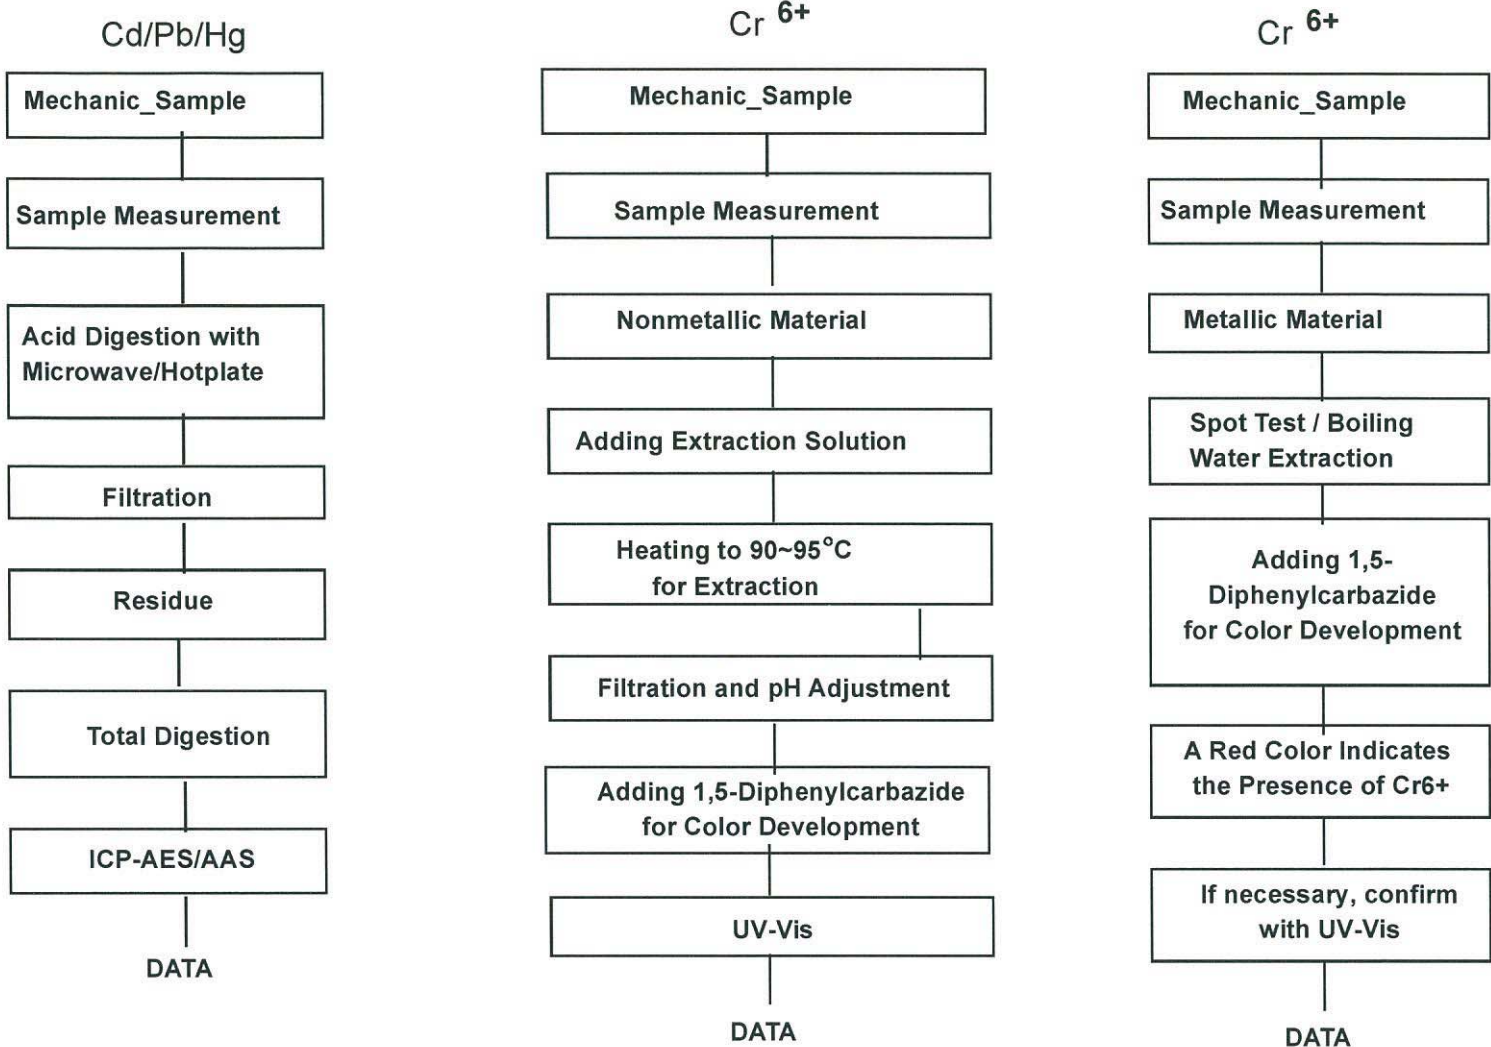 Cd/Pb/Hg
Mechanic_Sample
Sample Measurement
Acid Digestion with
Microwave/Hotplate
Filtration
Residue
Total Digestion
ICP-AES/AAS
DATA
Cr 6+
Mechanic_Sample
Sample Measurement
Nonmetallic Material
Adding Extraction Solution
Heating to 90~95°C
for Extraction
Filtration and pH Adjustment
Adding 1,5-Diphenylcarbazide
for Color Development
UV-Vis
DATA
Cr 6+
Mechanic_Sample
Sample Measurement
Metallic Material
Spot Test / Boiling
Water Extraction
Adding 1,5-
Diphenylcarbazide
for Color Development
A Red Color Indicates
the Presence of Cr6+
If necessary, confirm
with UV-Vis
DATA